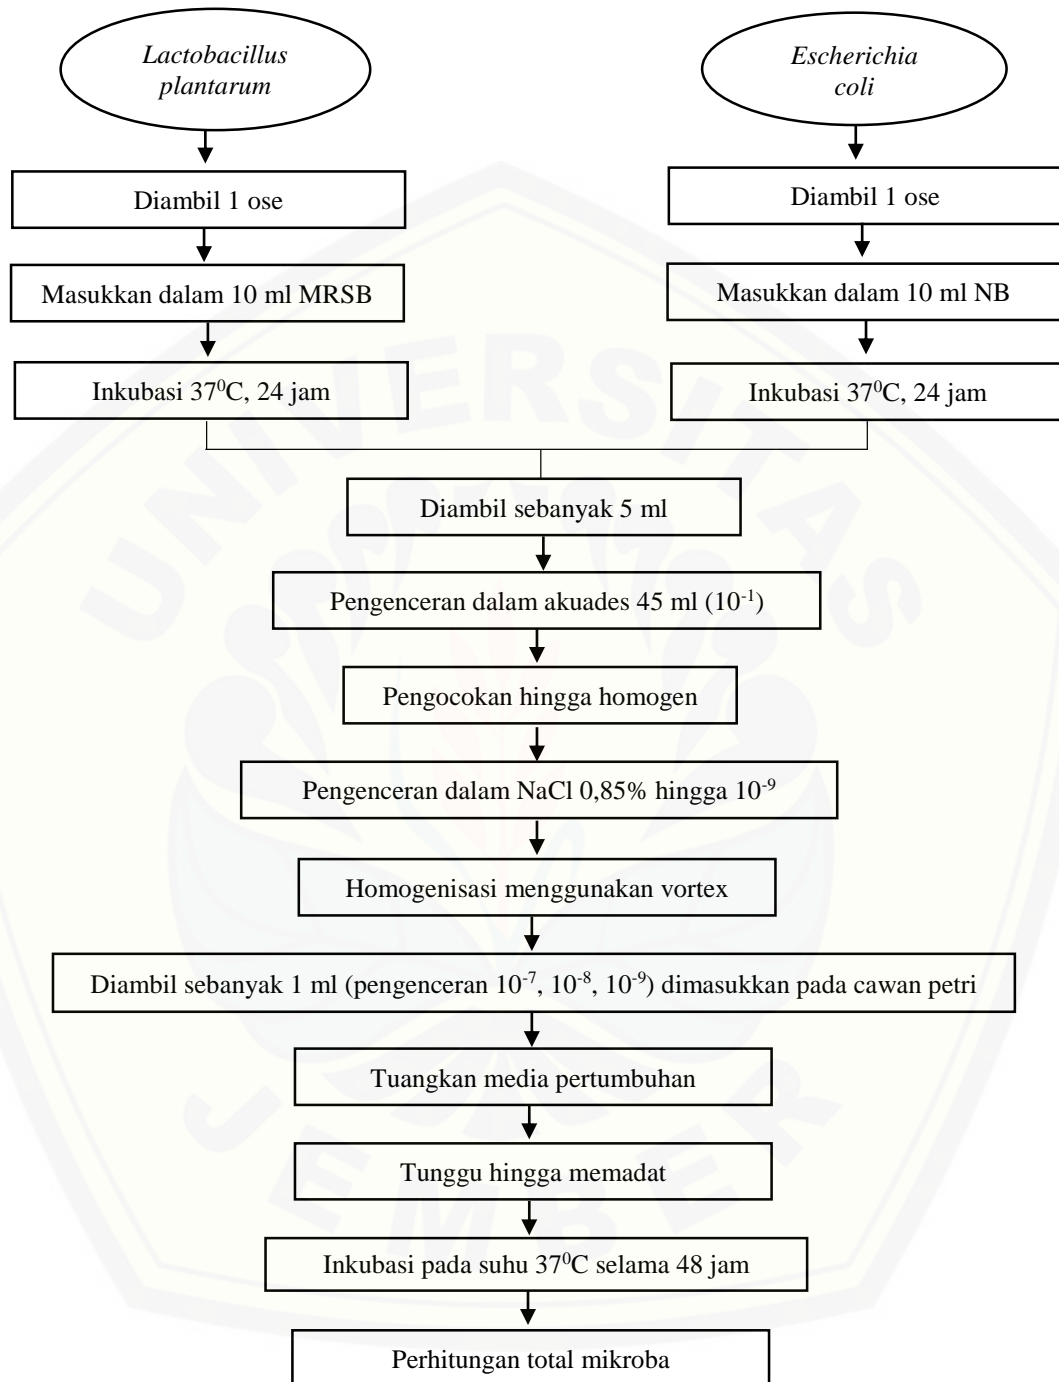 Lactobacillus
plantarum
Escherichia
coli
Diambil 1 ose
Diambil 1 ose
Masukkan dalam 10 ml MRSB
Masukkan dalam 10 ml NB
Inkubasi 37⁰C, 24 jam
Inkubasi 37⁰C, 24 jam
Diambil sebanyak 5 ml
Pengenceran dalam akuades 45 ml (10⁻¹)
Pengocokan hingga homogen
Pengenceran dalam NaCl 0,85% hingga 10⁻⁹
Homogenisasi menggunakan vortex
Diambil sebanyak 1 ml (pengenceran 10⁻⁷, 10⁻⁸, 10⁻⁹) dimasukkan pada cawan petri
Tuangkan media pertumbuhan
Tunggu hingga memadat
Inkubasi pada suhu 37⁰C selama 48 jam
Perhitungan total mikroba
UNIVERSITAS
JEMBER